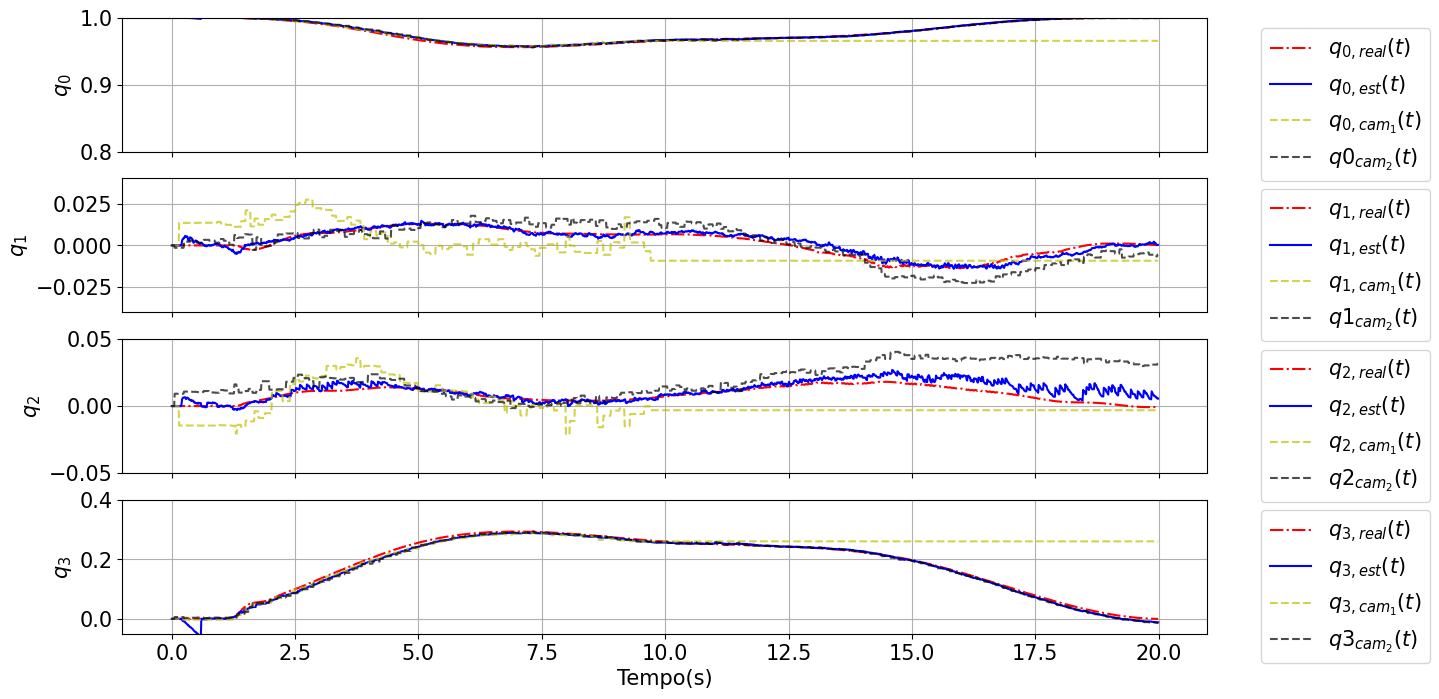 1.0
0.9
0.8
q₀
q₀,real(t)
q₀,est(t)
q₀,cam₁(t)
q0cam₂(t)
0.025
0.000
−0.025
q₁
q₁,real(t)
q₁,est(t)
q₁,cam₁(t)
q1cam₂(t)
0.05
0.00
−0.05
q₂
q₂,real(t)
q₂,est(t)
q₂,cam₁(t)
q2cam₂(t)
0.4
0.2
0.0
q₃
q₃,real(t)
q₃,est(t)
q₃,cam₁(t)
q3cam₂(t)
0.0 2.5 5.0 7.5 10.0 12.5 15.0 17.5 20.0
Tempo(s)